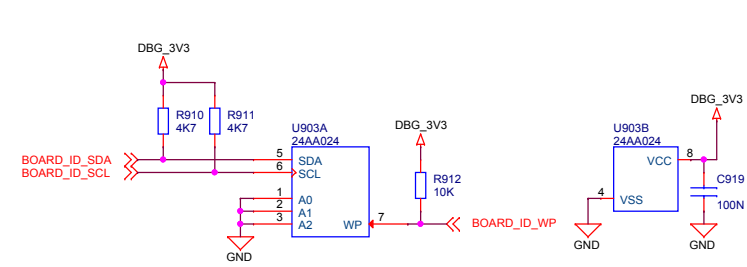 DBG_3V3
R910
4K7
R911
4K7
BOARD_ID_SDA
BOARD_ID_SCL
U903A
24AA024
5
SDA
6
SCL
1
A0
2
A1
3
A2
WP
7
GND
DBG_3V3
R912
10K
BOARD_ID_WP
U903B
24AA024
VCC
8
4
VSS
GND
DBG_3V3
C919
100N
GND